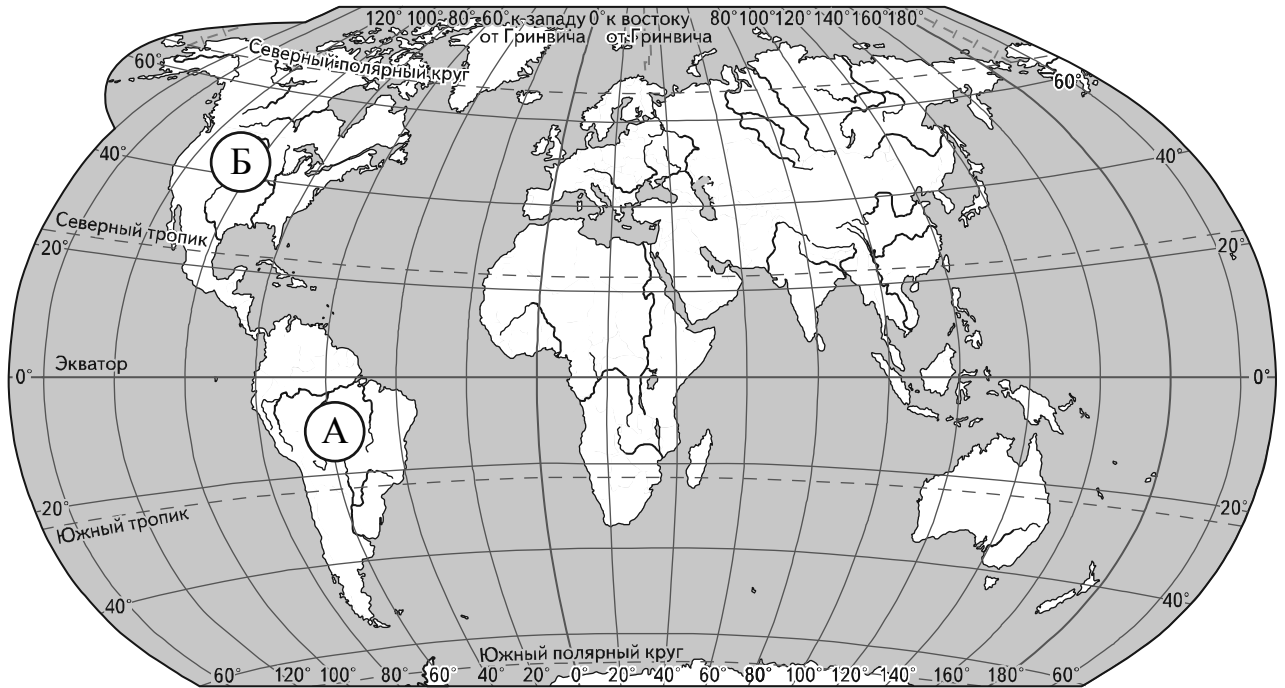 120° 100° 80° 60° к западу 0° к востоку 80° 100° 120° 140° 160° 180°
от Гринвича от Гринвича
Северный полярный круг
60° 60°
Б
40° 40°
Северный тропик
20° 20°
Экватор
0° 0°
А
20° 20°
Южный тропик
40° 40°
Южный полярный круг
60° 120° 100° 80° 60° 40° 20° 0° 20° 40° 60° 80° 100° 120° 140° 160° 180° 60°